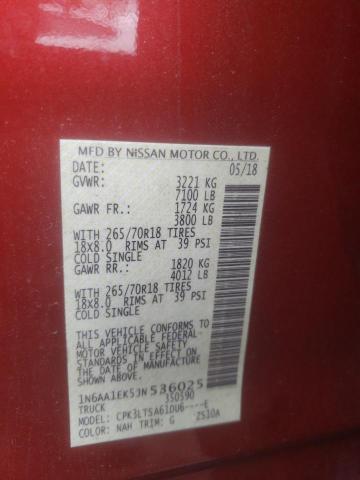 MFD BY NISSAN MOTOR CO., LTD.
DATE: 05/18
GVWR: 3221 KG
7100 LB
GAWR FR.: 1724 KG
3800 LB
WITH 265/70R18 TIRES
18x8.0 RIMS AT 39 PSI
COLD SINGLE
GAWR RR.: 1820 KG
4012 LB
WITH 265/70R18 TIRES
18x8.0 RIMS AT 39 PSI
COLD SINGLE
THIS VEHICLE CONFORMS TO
ALL APPLICABLE FEDERAL
MOTOR VEHICLE SAFETY
STANDARDS IN EFFECT ON
THE DATE OF MANUFACTURE
SHOWN ABOVE.
1N6AA1EK5JN536025
TRUCK 350390
MODEL: CPK3LTSA610U6----E
COLOR: NAH TRIM: G ZS10A